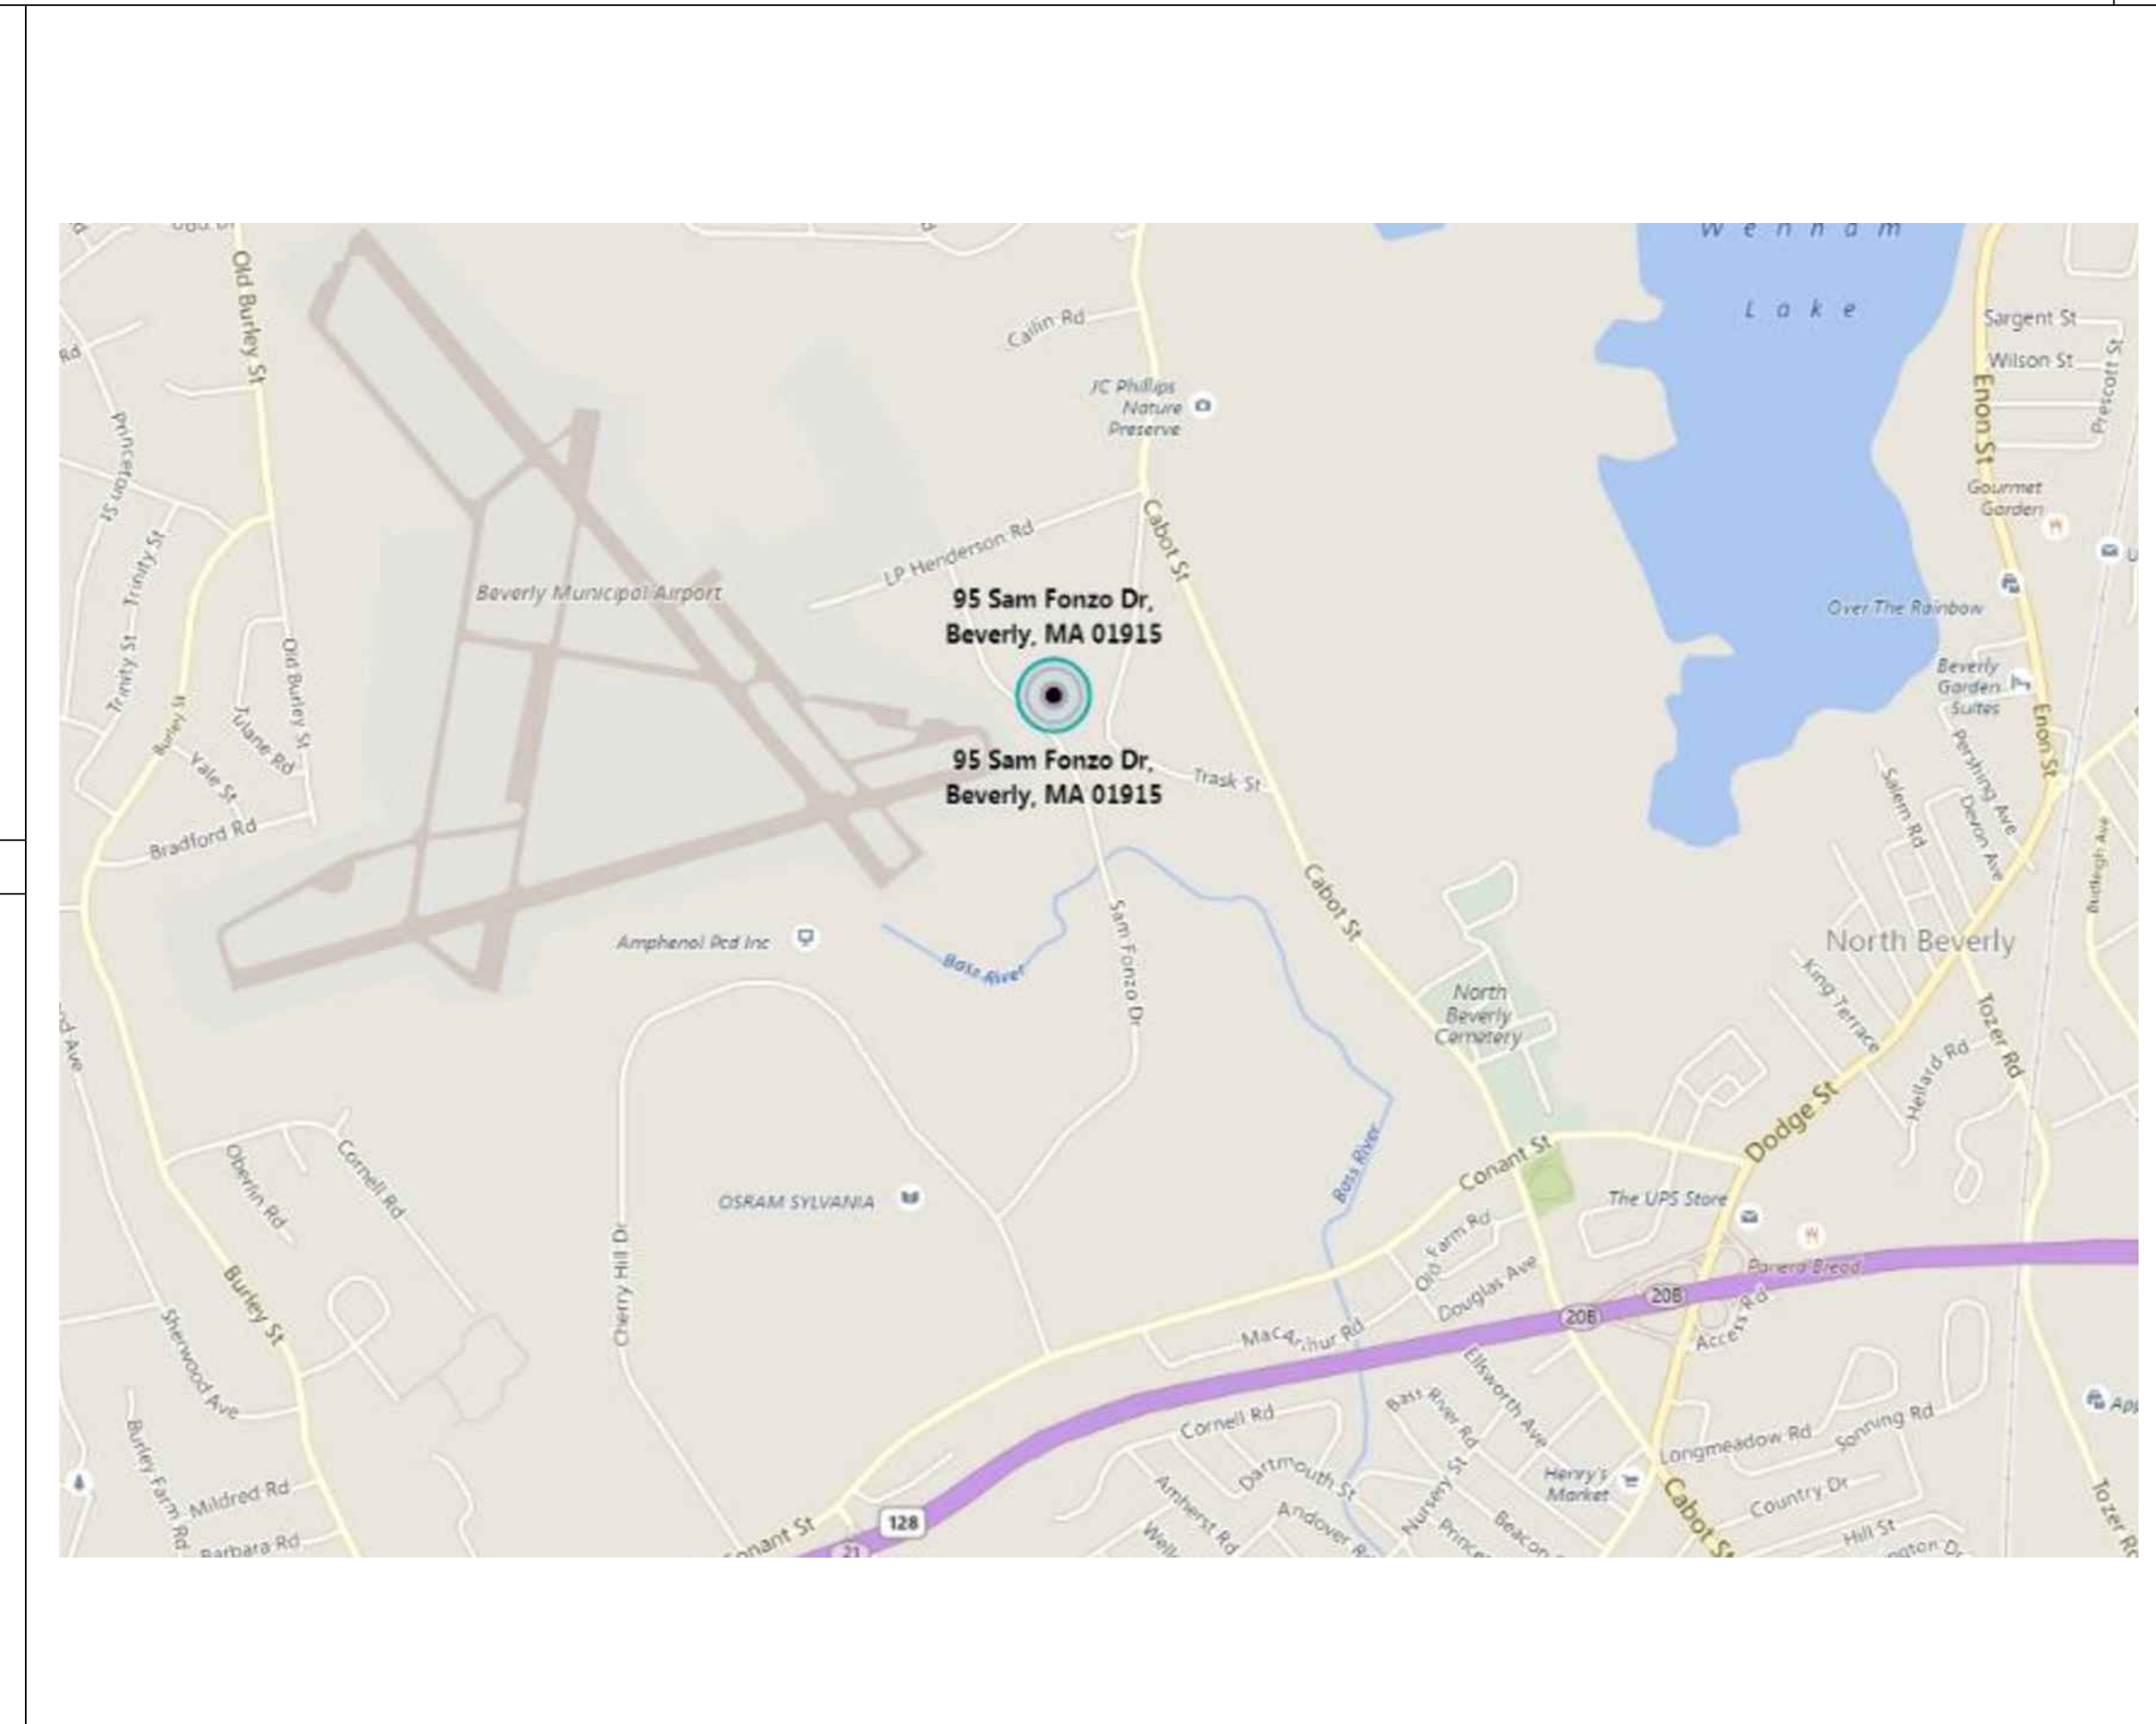 Wenham
Lake
Old Burley St
Cailin Rd
Sargent St
Wilson St
Rd
JC Phillips
Nature
Preserve
Prescott St
Enon St
Princeton St
Gourmet
Garden
Cabot St
LP Henderson Rd
Trinity St
Beverly Municipal Airport
95 Sam Fonzo Dr,
Beverly, MA 01915
Over The Rainbow
Trinity St
Old Burley St
Beverly
Garden
Suites
Burley St
Julane Rd
Enon St
Vale St
95 Sam Fonzo Dr,
Beverly, MA 01915
Trask St
Pershing Ave
Salem Rd
Devon Ave
Bradford Rd
Cabot St
Amphenol Pcd Inc
Bass River
Sam Fonzo Dr
North Beverly
King Terrace
North
Beverly
Cemetery
Tozer Rd
Hellard Rd
Dodge St
Oberlin Rd
Cornell Rd
Bass River
Conant St
OSRAM SYLVANIA
The UPS Store
Old Farm Rd
Cherry Hill Dr
Burley St
Douglas Ave
Panera Bread
20B
20B
MacArthur Rd
Access Rd
Sherwood Ave
Ellsworth Ave
Bass River Rd
Cornell Rd
Sonning Rd
Longmeadow Rd
Burley Farm Rd
Dartmouth St
Henry's
Market
Nursery St
Mildred Rd
Amherst Rd
Country Dr
Cabot St
Tozer Rd
Andover R
128
Beacon
Hill St
Conant St
Barbara Rd
21